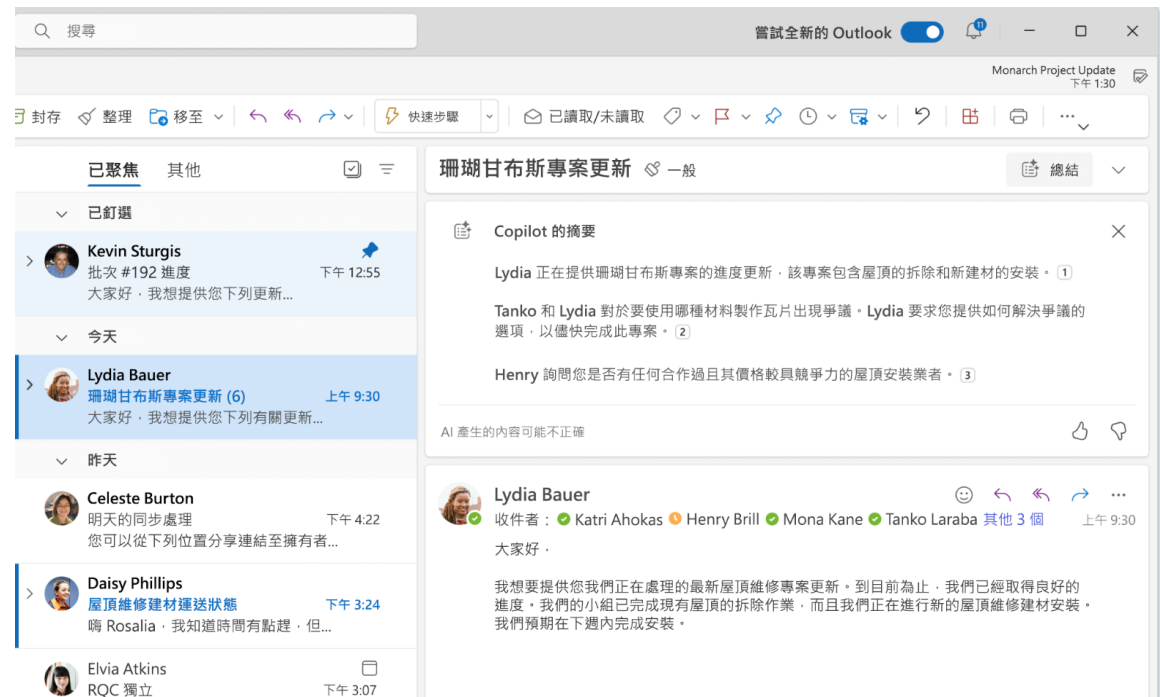 搜尋
嘗試全新的 Outlook
11
Monarch Project Update
下午 1:30
封存 整理 移至 快速步驟 已讀取/未讀取
已聚焦 其他
已釘選
Kevin Sturgis
批次 #192 進度 下午 12:55
大家好，我想提供您下列更新...
今天
Lydia Bauer
珊瑚甘布斯專案更新 (6) 上午 9:30
大家好，我想提供您下列有關更新...
昨天
Celeste Burton
明天的同步處理 下午 4:22
您可以從下列位置分享連結至擁有者...
Daisy Phillips
屋頂維修建材運送狀態 下午 3:24
嗨 Rosalia，我知道時間有點趕，但...
Elvia Atkins
RQC 獨立 下午 3:07
珊瑚甘布斯專案更新 一般 總結
Copilot 的摘要
Lydia 正在提供珊瑚甘布斯專案的進度更新，該專案包含屋頂的拆除和新建材的安裝。 1
Tanko 和 Lydia 對於要使用哪種材料製作瓦片出現爭議。Lydia 要求您提供如何解決爭議的
選項，以儘快完成此專案。 2
Henry 詢問您是否有任何合作過且其價格較具競爭力的屋頂安裝業者。 3
AI 產生的內容可能不正確
Lydia Bauer
收件者： Katri Ahokas Henry Brill Mona Kane Tanko Laraba 其他 3 個 上午 9:30
大家好，
我想要提供您我們正在處理的最新屋頂維修專案更新。到目前為止，我們已經取得良好的
進度。我們的小組已完成現有屋頂的拆除作業，而且我們正在進行新的屋頂維修建材安裝。
我們預期在下週內完成安裝。